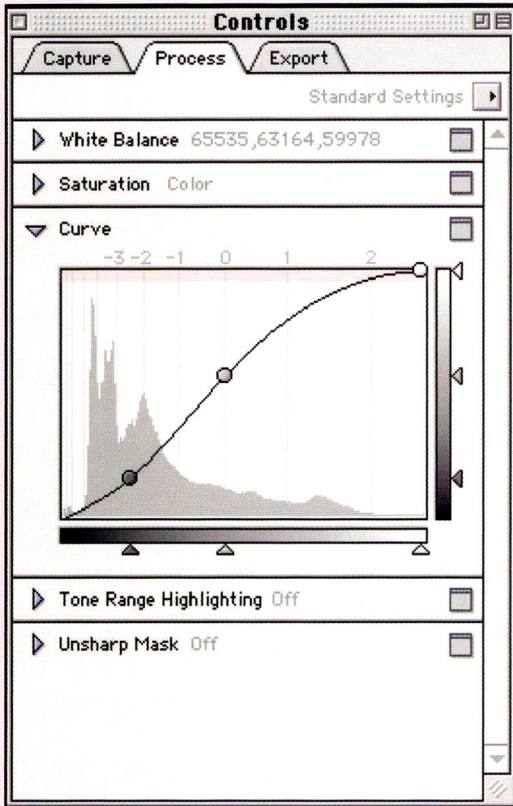 Controls
Capture Process Export
Standard Settings
White Balance 65535,63164,59978
Saturation Color
Curve
-3 -2 -1 0 1 2
Tone Range Highlighting Off
Unsharp Mask Off